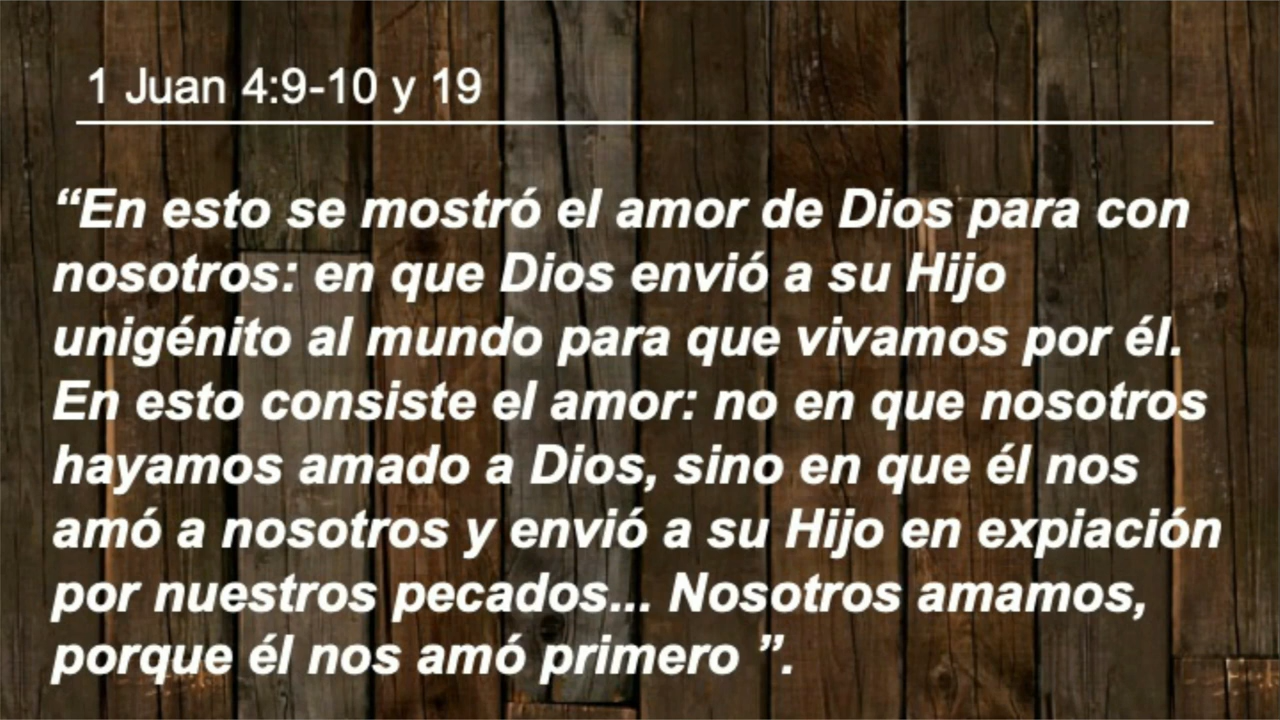 1 Juan 4:9-10 y 19
“En esto se mostró el amor de Dios para con
nosotros: en que Dios envió a su Hijo
unigénito al mundo para que vivamos por él.
En esto consiste el amor: no en que nosotros
hayamos amado a Dios, sino en que él nos
amó a nosotros y envió a su Hijo en expiación
por nuestros pecados... Nosotros amamos,
porque él nos amó primero ”.